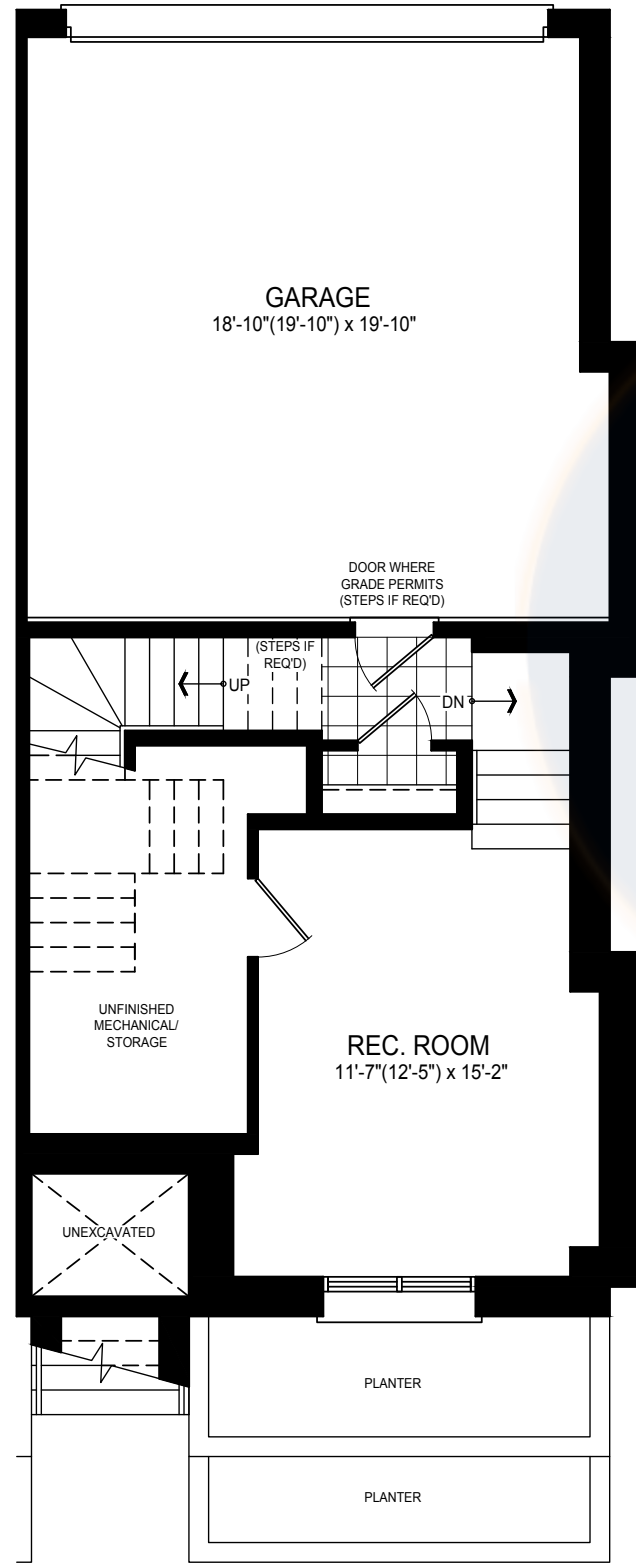 GARAGE
18'-10"(19'-10") x 19'-10"
DOOR WHERE
GRADE PERMITS
(STEPS IF REQ'D)
(STEPS IF
REQ'D)
UP
DN
UNFINISHED
MECHANICAL/
STORAGE
REC. ROOM
11'-7"(12'-5") x 15'-2"
UNEXCAVATED
PLANTER
PLANTER